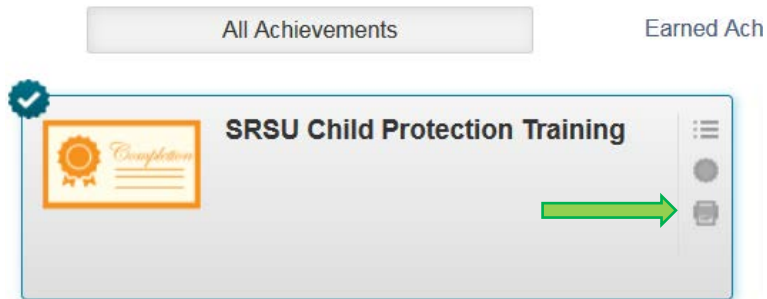 All Achievements
Earned Ach
SRSU Child Protection Training
Completion